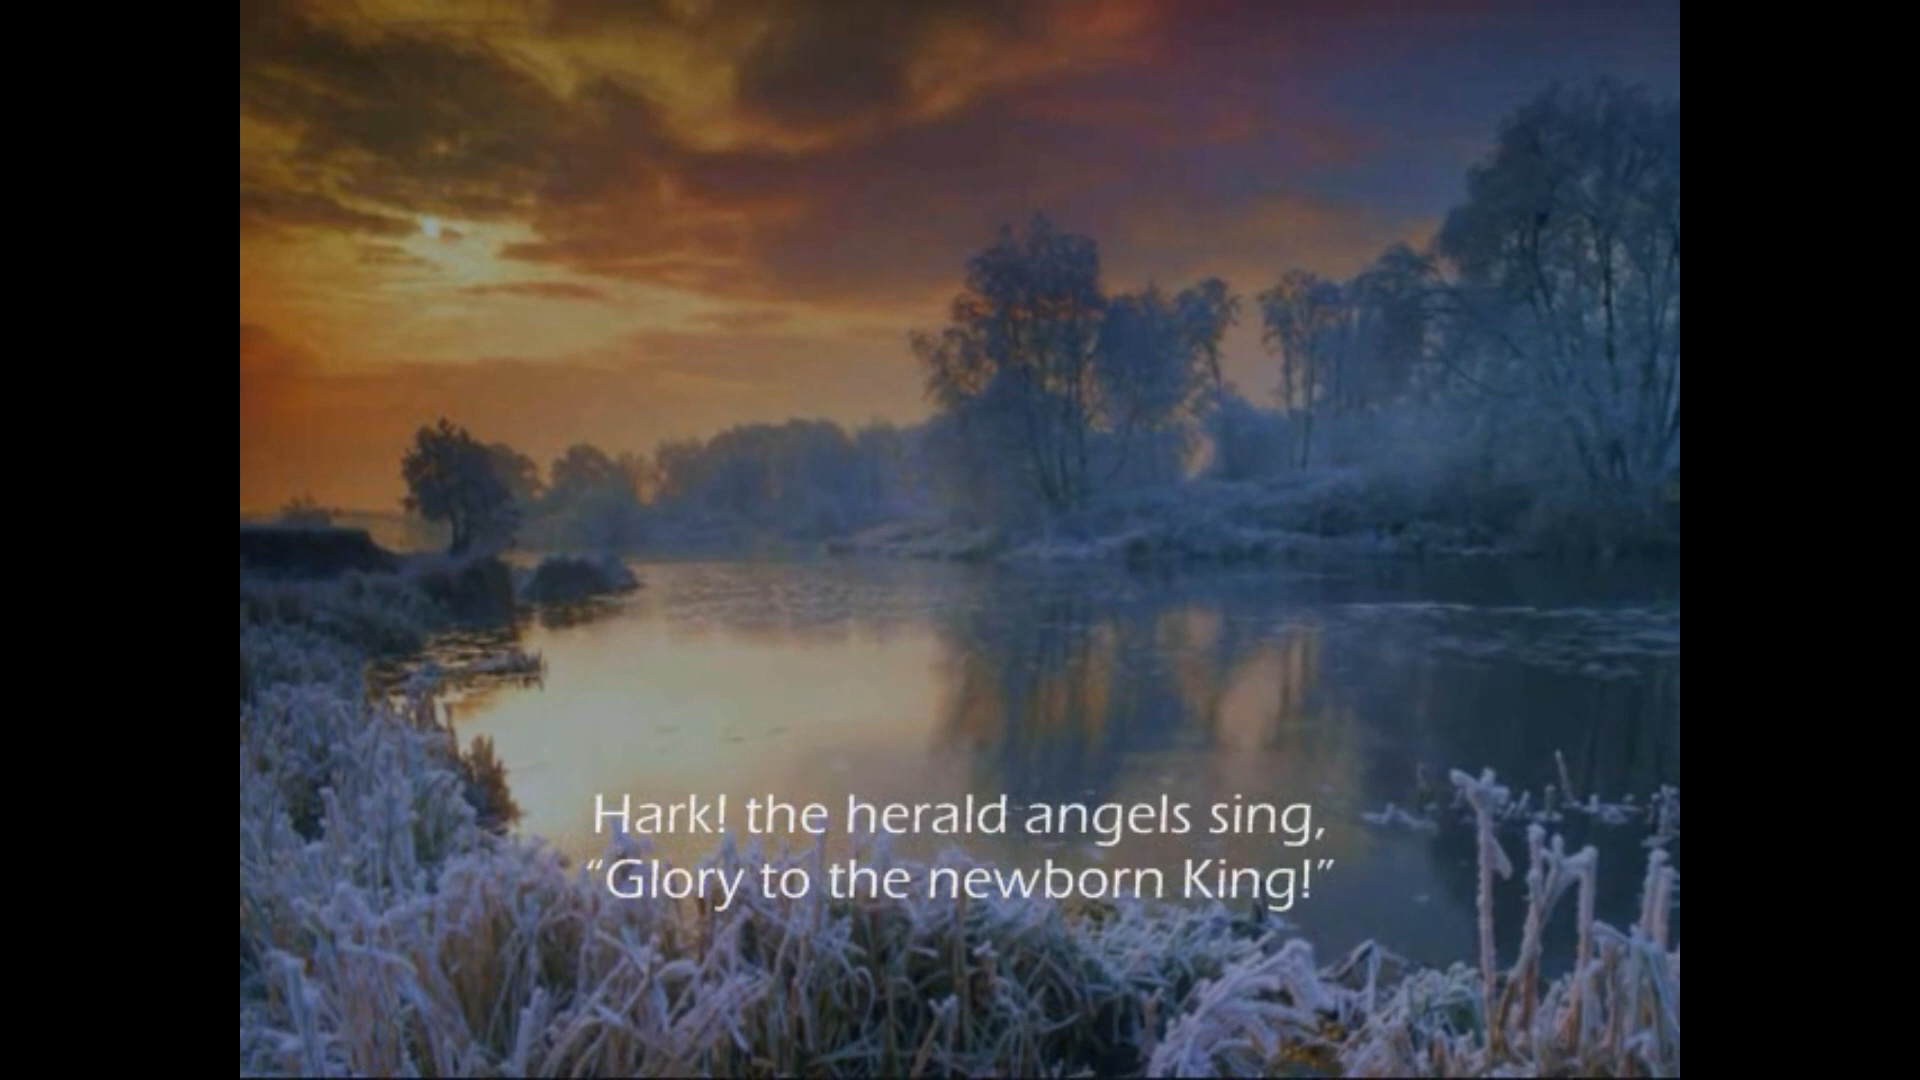 Hark! the herald angels sing,
“Glory to the newborn King!”